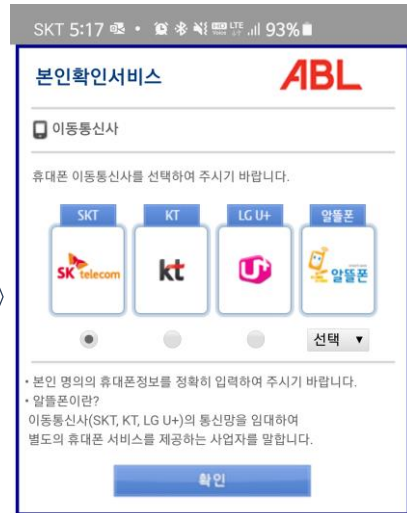 SKT 5:17 LTE 93%
본인확인서비스 ABL
이동통신사
휴대폰 이동통신사를 선택하여 주시기 바랍니다.
SKT KT LG U+ 알뜰폰
SK telecom kt U+ 알뜰폰
선택 ▼
• 본인 명의의 휴대폰정보를 정확히 입력하여 주시기 바랍니다.
• 알뜰폰이란?
이동통신사(SKT, KT, LG U+)의 통신망을 임대하여
별도의 휴대폰 서비스를 제공하는 사업자를 말합니다.
확인